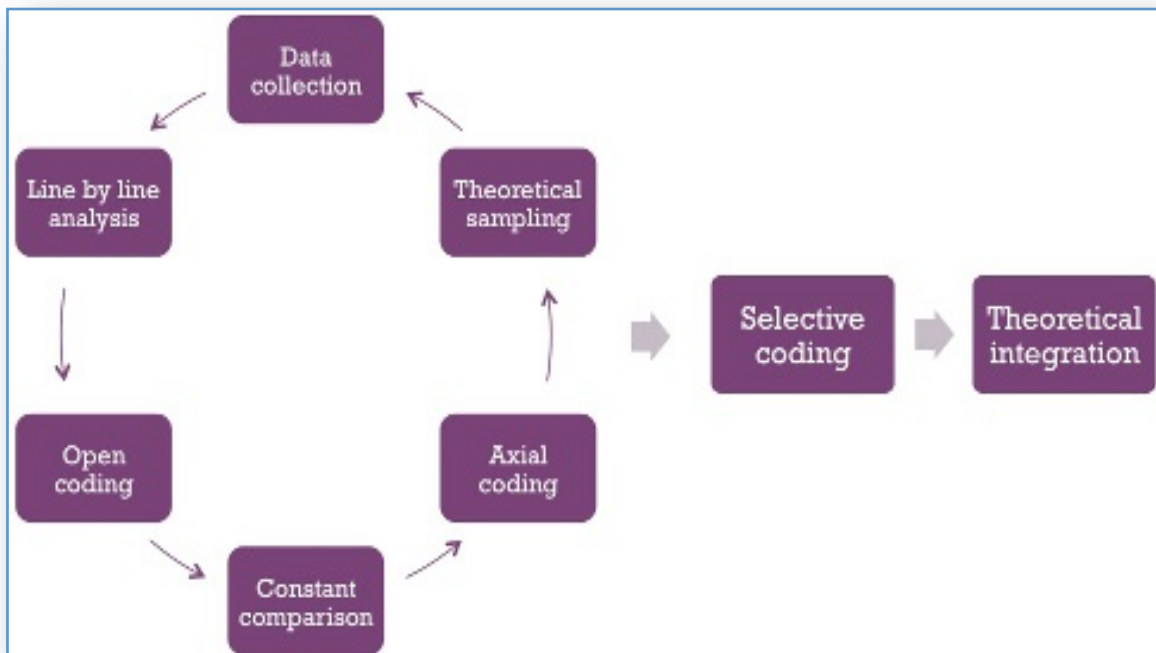 Data
collection
Line by line
analysis
Open
coding
Constant
comparison
Axial
coding
Theoretical
sampling
Selective
coding
Theoretical
integration